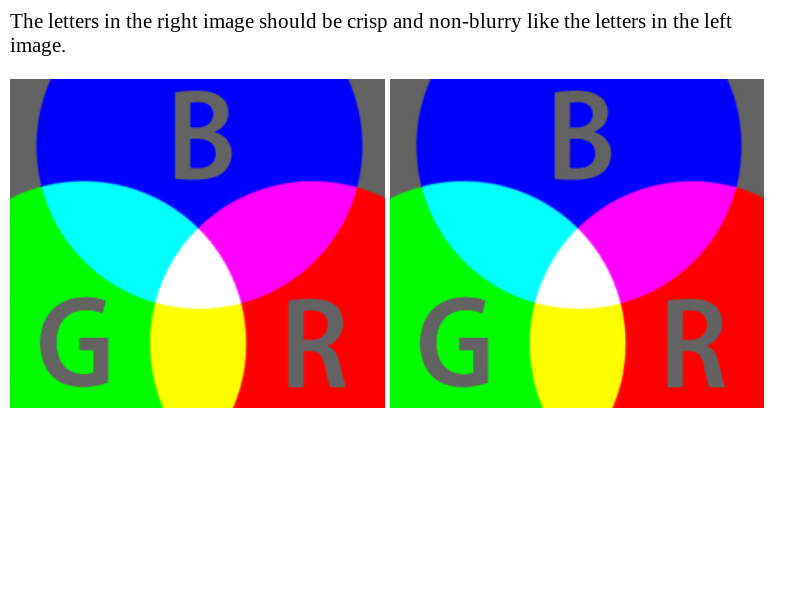 The letters in the right image should be crisp and non-blurry like the letters in the left
image.
B B
G R G R